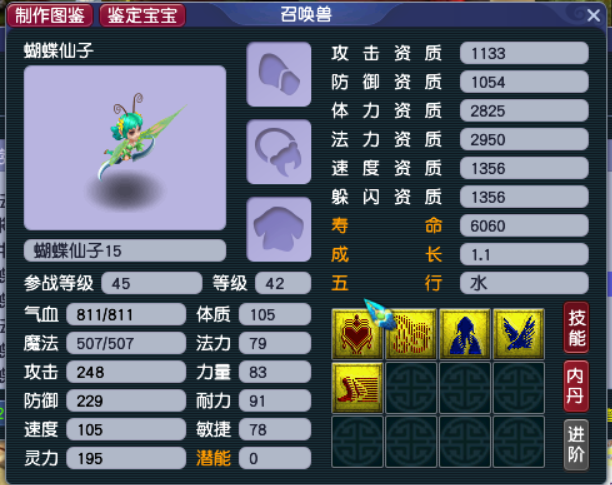 制作图鉴 鉴定宝宝 召唤兽
蝴蝶仙子
蝴蝶仙子15
参战等级 45 等级 42
气血 811/811 体质 105
魔法 507/507 法力 79
攻击 248 力量 83
防御 229 耐力 91
速度 105 敏捷 78
灵力 195 潜能 0
攻击资质 1133
防御资质 1054
体力资质 2825
法力资质 2950
速度资质 1356
躲闪资质 1356
寿命 6060
成长 1.1
五行 水
技能
内丹
进阶